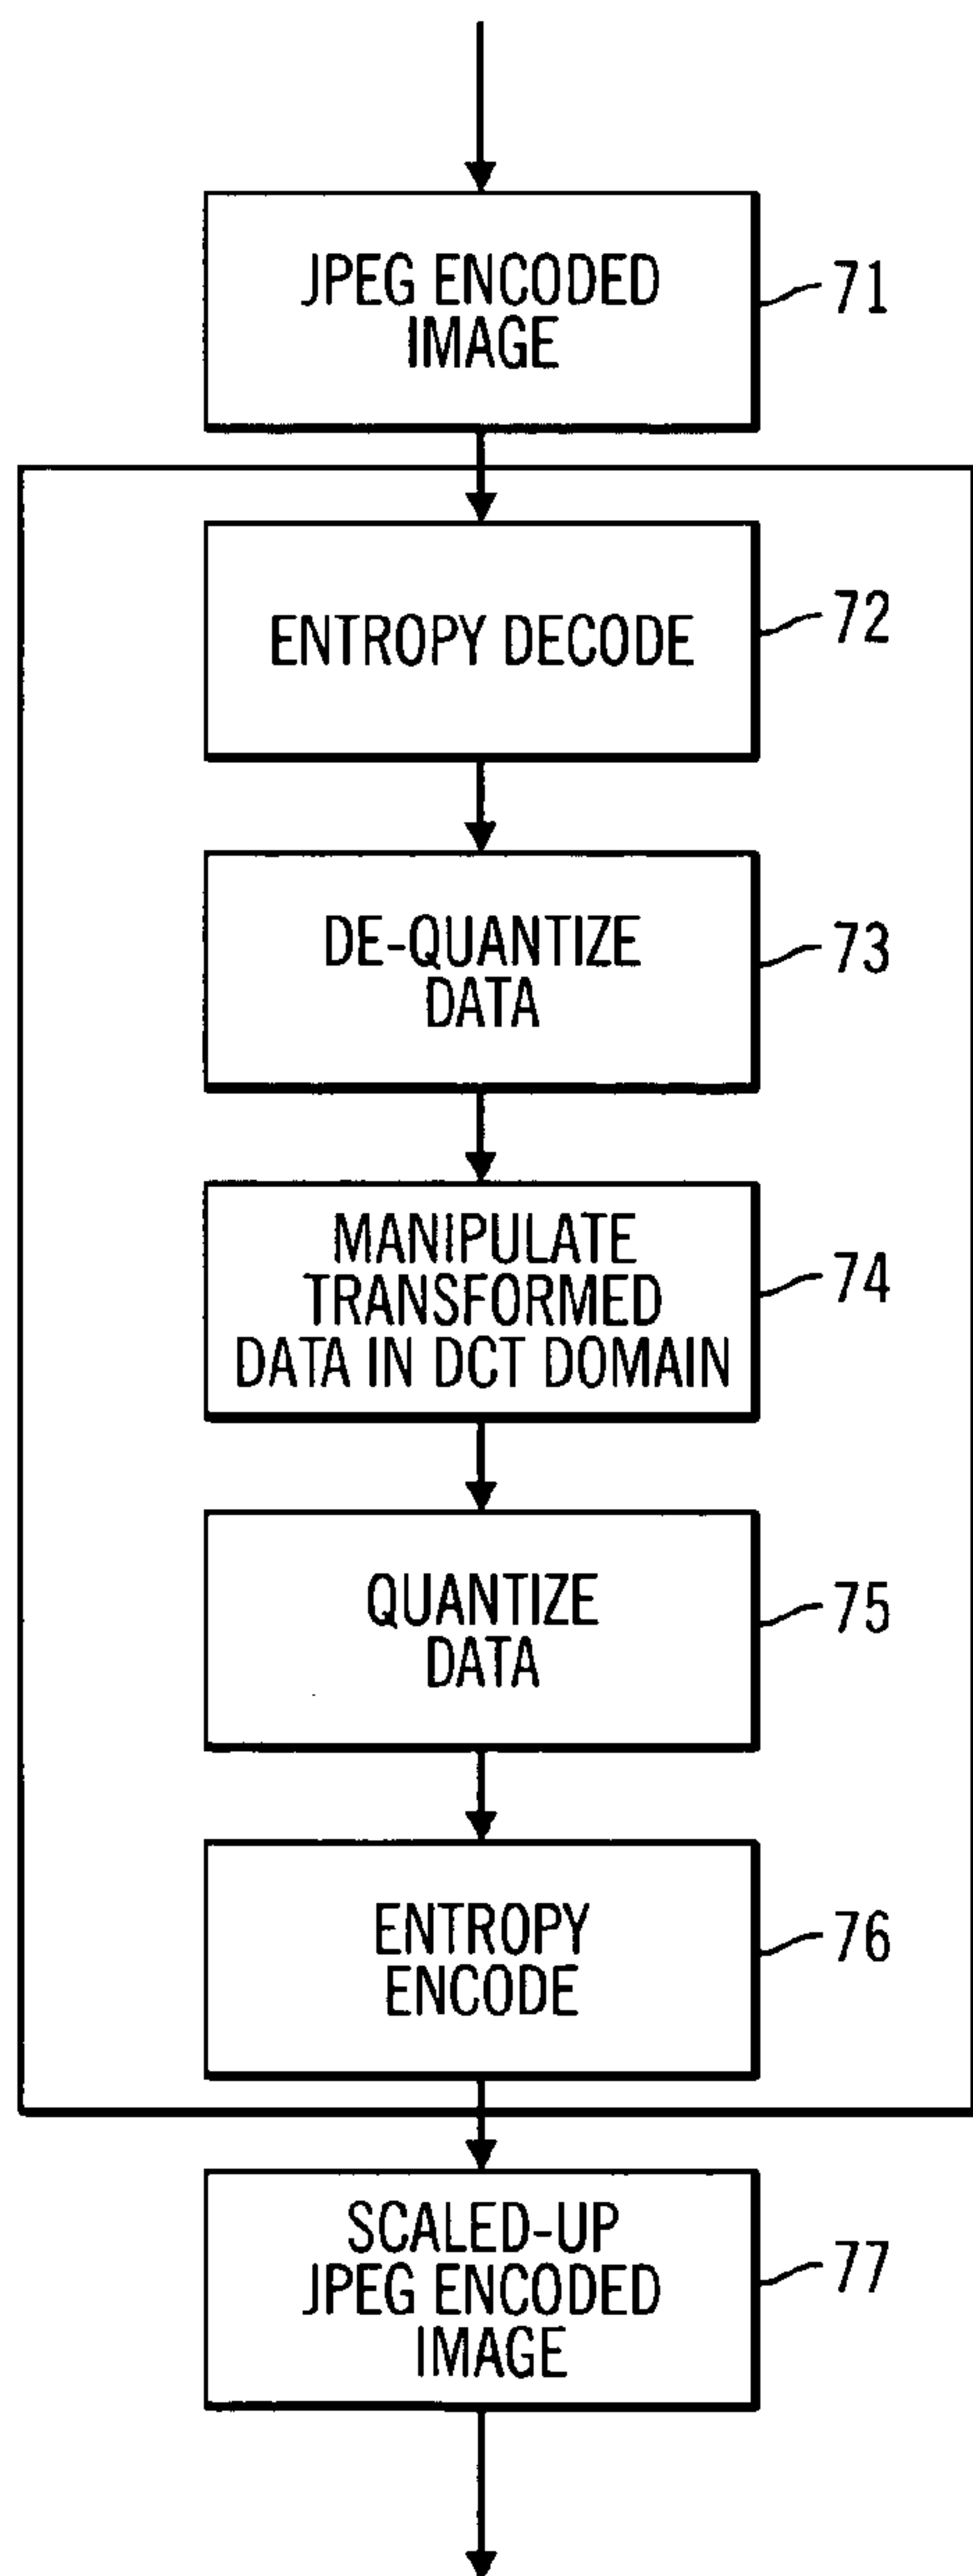 JPEG ENCODED
IMAGE
71
ENTROPY DECODE
72
DE-QUANTIZE
DATA
73
MANIPULATE
TRANSFORMED
DATA IN DCT DOMAIN
74
QUANTIZE
DATA
75
ENTROPY
ENCODE
76
SCALED-UP
JPEG ENCODED
IMAGE
77